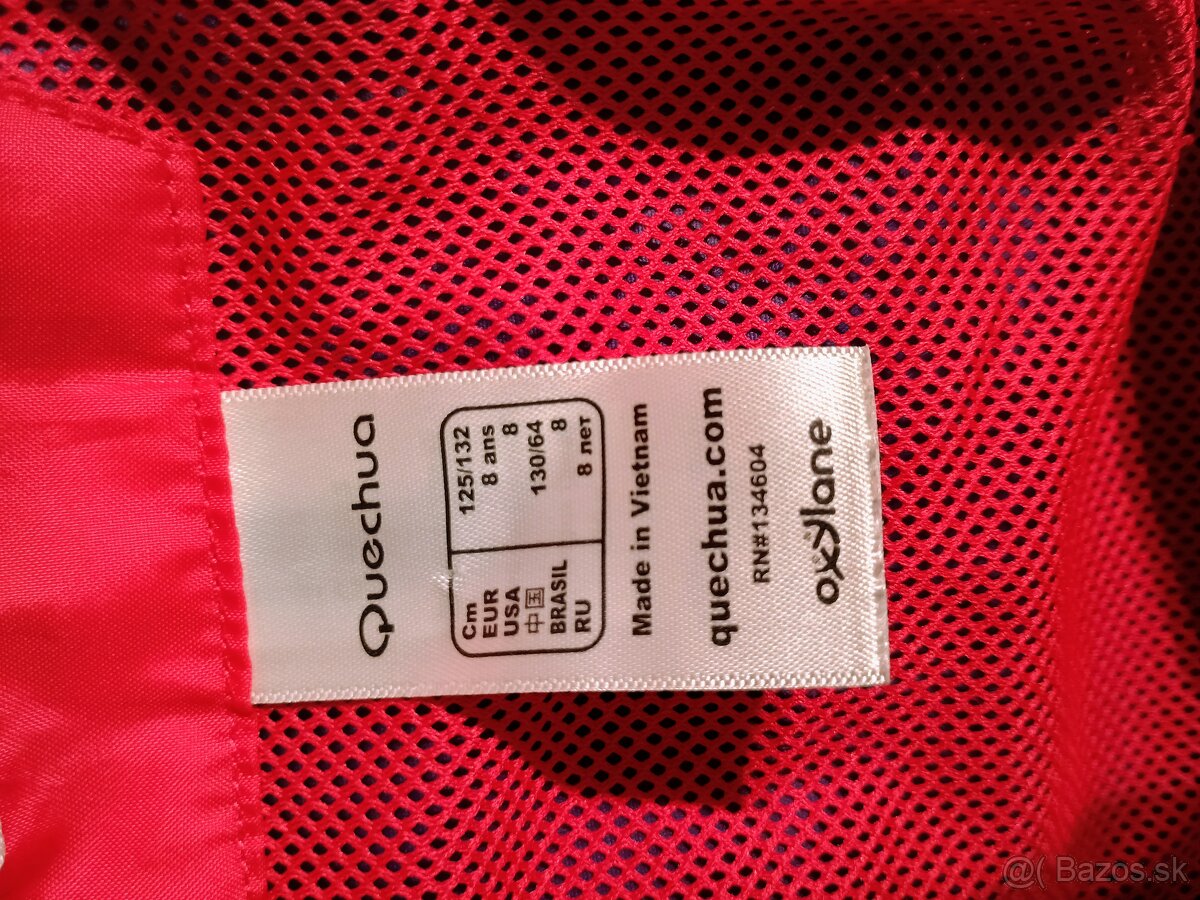 Quechua
Cm 125/132
EUR 8 ans
USA 8
中国 130/64
BRASIL 8
RU 8 лет
Made in Vietnam
quechua.com
RN#134604
oxylane
@( Bazos.sk